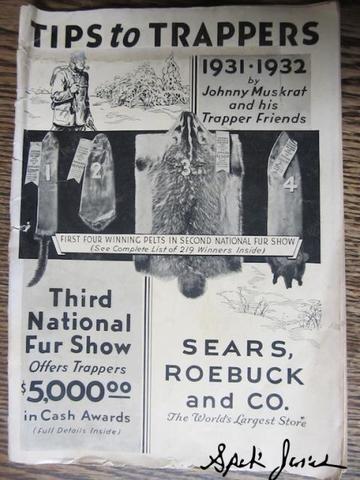 TIPS to TRAPPERS
1931·1932
by
Johnny Muskrat
and his
Trapper Friends
1
2
3
4
FIRST FOUR WINNING PELTS IN SECOND NATIONAL FUR SHOW
(See Complete List of 219 Winners Inside)
Third
National
Fur Show
Offers Trappers
$5,000.00
in Cash Awards
(Full Details Inside)
SEARS,
ROEBUCK
and CO.
The World's Largest Store